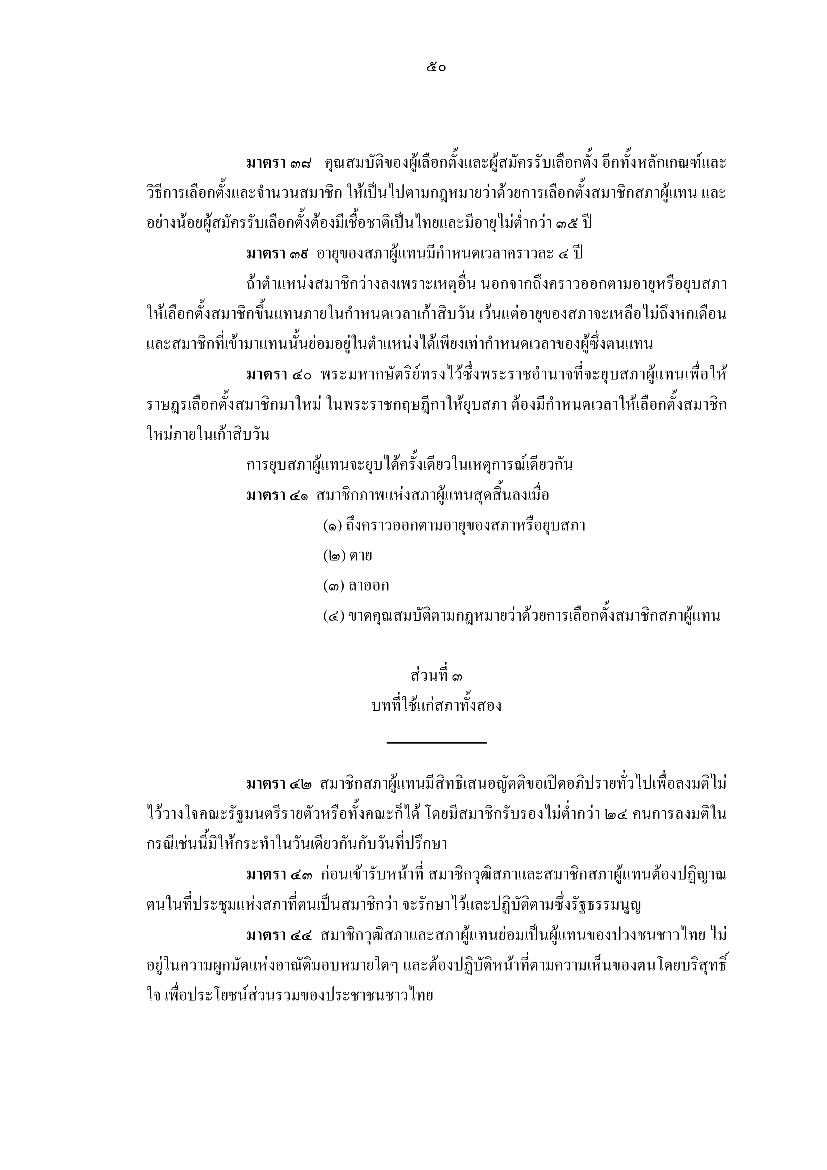 ๕๐
มาตรา ๓๘ คุณสมบัติของผู้เลือกตั้งและผู้สมัครรับเลือกตั้ง อีกทั้งหลักเกณฑ์และ
วิธีการเลือกตั้งและจำนวนสมาชิก ให้เป็นไปตามกฎหมายว่าด้วยการเลือกตั้งสมาชิกสภาผู้แทน และ
อย่างน้อยผู้สมัครรับเลือกตั้งต้องมีเชื้อชาติเป็นไทยและมีอายุไม่ต่ำกว่า ๓๕ ปี
มาตรา ๓๙ อายุของสภาผู้แทนมีกำหนดเวลาคราวละ ๔ ปี
ถ้าตำแหน่งสมาชิกว่างลงเพราะเหตุอื่น นอกจากถึงคราวออกตามอายุหรือยุบสภา
ให้เลือกตั้งสมาชิกขึ้นแทนภายในกำหนดเวลาเก้าสิบวัน เว้นแต่อายุของสภาจะเหลือไม่ถึงหกเดือน
และสมาชิกที่เข้ามาแทนนั้นย่อมอยู่ในตำแหน่งได้เพียงเท่ากำหนดเวลาของผู้ซึ่งตนแทน
มาตรา ๔๐ พระมหากษัตริย์ทรงไว้ซึ่งพระราชอำนาจที่จะยุบสภาผู้แทนเพื่อให้
ราษฎรเลือกตั้งสมาชิกมาใหม่ ในพระราชกฤษฎีกาให้ยุบสภา ต้องมีกำหนดเวลาให้เลือกตั้งสมาชิก
ใหม่ภายในเก้าสิบวัน
การยุบสภาผู้แทนจะยุบได้ครั้งเดียวในเหตุการณ์เดียวกัน
มาตรา ๔๑ สมาชิกภาพแห่งสภาผู้แทนสุดสิ้นลงเมื่อ
(๑) ถึงคราวออกตามอายุของสภาหรือยุบสภา
(๒) ตาย
(๓) ลาออก
(๔) ขาดคุณสมบัติตามกฎหมายว่าด้วยการเลือกตั้งสมาชิกสภาผู้แทน
ส่วนที่ ๓
บทที่ใช้แก่สภาทั้งสอง
มาตรา ๔๒ สมาชิกสภาผู้แทนมีสิทธิเสนอญัตติขอเปิดอภิปรายทั่วไปเพื่อลงมติไม่
ไว้วางใจคณะรัฐมนตรีรายตัวหรือทั้งคณะก็ได้ โดยมีสมาชิกรับรองไม่ต่ำกว่า ๒๔ คนการลงมติใน
กรณีเช่นนี้มิให้กระทำในวันเดียวกันกับวันที่ปรึกษา
มาตรา ๔๓ ก่อนเข้ารับหน้าที่ สมาชิกวุฒิสภาและสมาชิกสภาผู้แทนต้องปฏิญาณ
ตนในที่ประชุมแห่งสภาที่ตนเป็นสมาชิกว่า จะรักษาไว้และปฏิบัติตามซึ่งรัฐธรรมนูญ
มาตรา ๔๔ สมาชิกวุฒิสภาและสภาผู้แทนย่อมเป็นผู้แทนของปวงชนชาวไทย ไม่
อยู่ในความผูกมัดแห่งอาณัติมอบหมายใดๆ และต้องปฏิบัติหน้าที่ตามความเห็นของตนโดยบริสุทธิ์
ใจ เพื่อประโยชน์ส่วนรวมของประชาชนชาวไทย